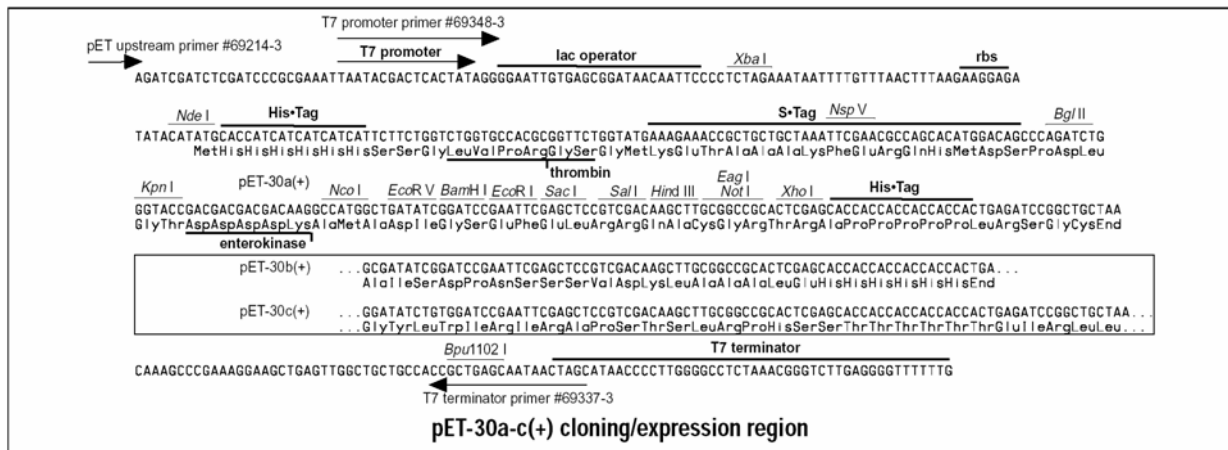 T7 promoter primer #69348-3
pET upstream primer #69214-3
T7 promoter
lac operator
Xba I
rbs
AGATCGATCTCGATCCCGCGAAATTAATACGACTCACTATAGGGGAATTGTGAGCGGATAACAATTCCCCTCTAGAAATAATTTTGTTTAACTTTAAGAAGGAGA
Nde I
His•Tag
S•Tag
Nsp V
Bgl II
TATACATATGCACCATCATCATCATCATTCTTCTGGTCTGGTGCCACGCGGTTCTGGTATGAAAGAAACCGCTGCTGCTAAATTCGAACGCCAGCACATGGACAGCCCAGATCTG
MetHisHisHisHisHisHisSerSerGlyLeuValProArgGlySerGlyMetLysGluThrAlaAlaAlaLysPheGluArgGlnHisMetAspSerProAspLeu
thrombin
Kpn I
pET-30a(+)
Nco I
EcoR V
BamH I
EcoR I
Sac I
Sal I
Hind III
Eag I
Not I
Xho I
His•Tag
GGTACCGACGACGACGACAAGGCCATGGCTGATATCGGATCCGAATTCGAGCTCCGTCGACAAGCTTGCGGCCGCACTCGAGCACCACCACCACCACCACTGAGATCCGGCTGCTAA
GlyThrAspAspAspAspLysAlaMetAlaAspIleGlySerGluPheGluLeuArgArgGlnAlaCysGlyArgThrArgAlaProProProProProLeuArgSerGlyCysEnd
enterokinase
pET-30b(+)
...GCGATATCGGATCCGAATTCGAGCTCCGTCGACAAGCTTGCGGCCGCACTCGAGCACCACCACCACCACCACTGA...
AlaIleSerAspProAsnSerSerSerValAspLysLeuAlaAlaAlaLeuGluHisHisHisHisHisHisEnd
pET-30c(+)
...GGATATCTGTGGATCCGAATTCGAGCTCCGTCGACAAGCTTGCGGCCGCACTCGAGCACCACCACCACCACCACTGAGATCCGGCTGCTAA...
GlyTyrLeuTrpIleArgIleArgAlaProSerThrSerLeuArgProHisSerSerThrThrThrThrThrThrGluIleArgLeuLeu...
Bpu1102 I
T7 terminator
CAAAGCCCGAAAGGAAGCTGAGTTGGCTGCTGCCACCGCTGAGCAATAACTAGCATAACCCCTTGGGGCCTCTAAACGGGTCTTGAGGGGTTTTTTG
T7 terminator primer #69337-3
pET-30a-c(+) cloning/expression region